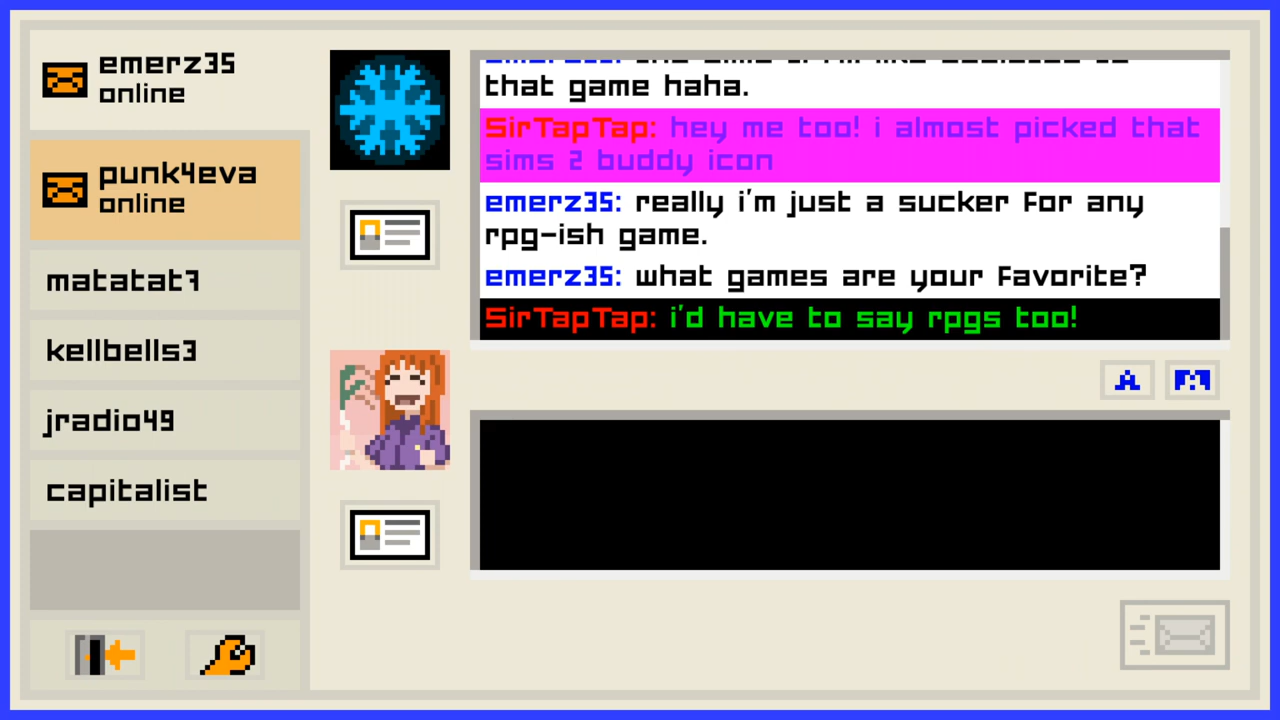 emerz35
online
punk4eva
online
matatat7
kellbells3
jradio49
capitalist
that game haha.
SirTapTap: hey me too! i almost picked that
sims 2 buddy icon
emerz35: really i'm just a sucker for any
rpg-ish game.
emerz35: what games are your favorite?
SirTapTap: i'd have to say rpgs too!
A